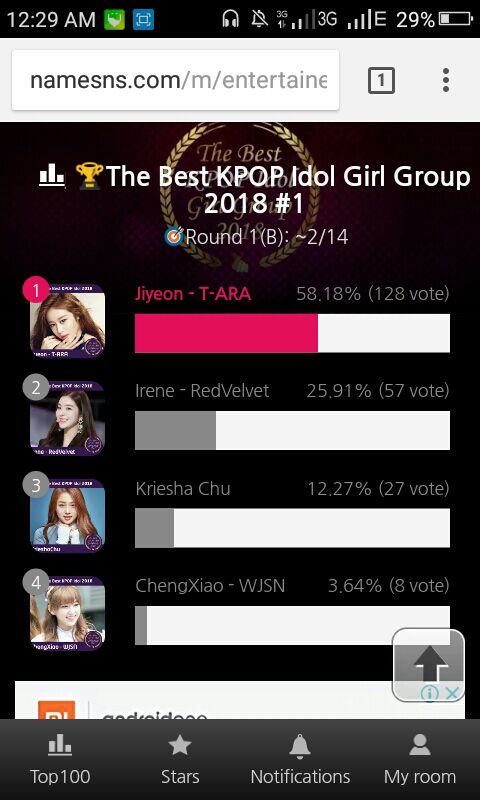 12:29 AM
3G
3G
E
29%
namesns.com/m/entertaine
1
The Best KPOP Idol Girl Group
2018 #1
Round 1(B): ~2/14
1
Jiyeon - T-ARA
58.18% (128 vote)
2
Irene - RedVelvet
25.91% (57 vote)
3
Kriesha Chu
12.27% (27 vote)
4
ChengXiao - WJSN
3.64% (8 vote)
Top100
Stars
Notifications
My room